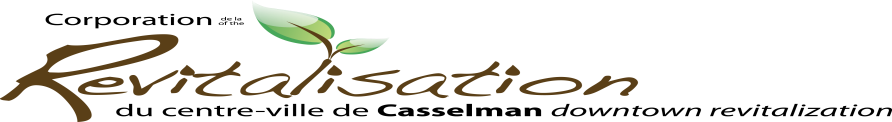 Corporation de la of the
Revitalisation
du centre-ville de Casselman downtown revitalization